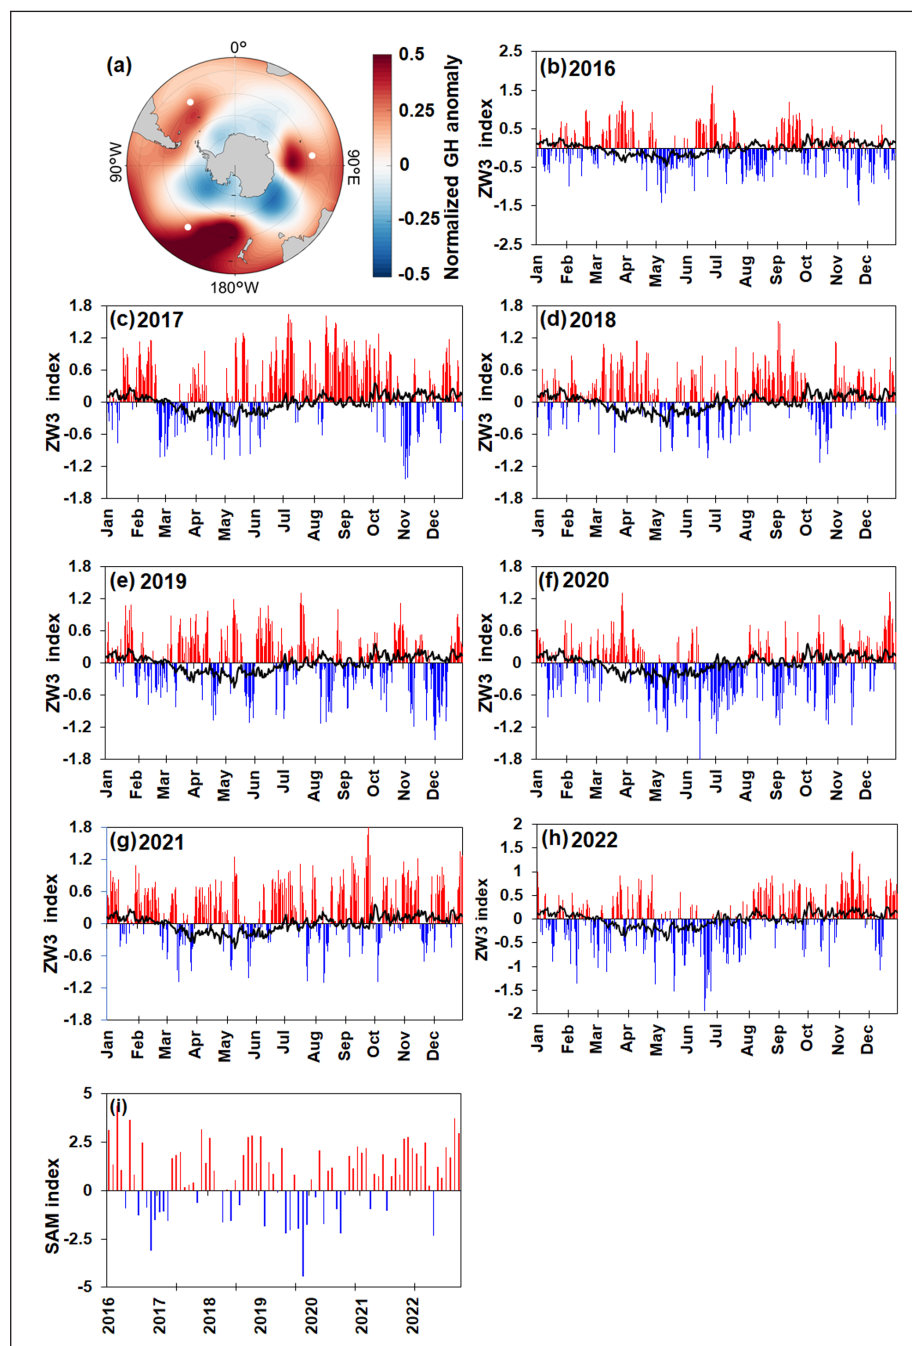 (a)
0°
90°W
90°E
180°W
0.5
0.25
0
-0.25
-0.5
Normalized GH anomaly
(b) 2016
ZW3 index
2.5
1.5
0.5
-0.5
-1.5
-2.5
Jan Feb Mar Apr May Jun Jul Aug Sep Oct Nov Dec
(c) 2017
ZW3 index
1.8
1.2
0.6
0
-0.6
-1.2
-1.8
Jan Feb Mar Apr May Jun Jul Aug Sep Oct Nov Dec
(d) 2018
ZW3 index
1.8
1.2
0.6
0
-0.6
-1.2
-1.8
Jan Feb Mar Apr May Jun Jul Aug Sep Oct Nov Dec
(e) 2019
ZW3 index
1.8
1.2
0.6
0
-0.6
-1.2
-1.8
Jan Feb Mar Apr May Jun Jul Aug Sep Oct Nov Dec
(f) 2020
ZW3 index
1.8
1.2
0.6
0
-0.6
-1.2
-1.8
Jan Feb Mar Apr May Jun Jul Aug Sep Oct Nov Dec
(g) 2021
ZW3 index
1.8
1.2
0.6
0
-0.6
-1.2
-1.8
Jan Feb Mar Apr May Jun Jul Aug Sep Oct Nov Dec
(h) 2022
ZW3 index
2
1.5
1
0.5
0
-0.5
-1
-1.5
-2
Jan Feb Mar Apr May Jun Jul Aug Sep Oct Nov Dec
(i)
SAM index
5
2.5
0
-2.5
-5
2016 2017 2018 2019 2020 2021 2022